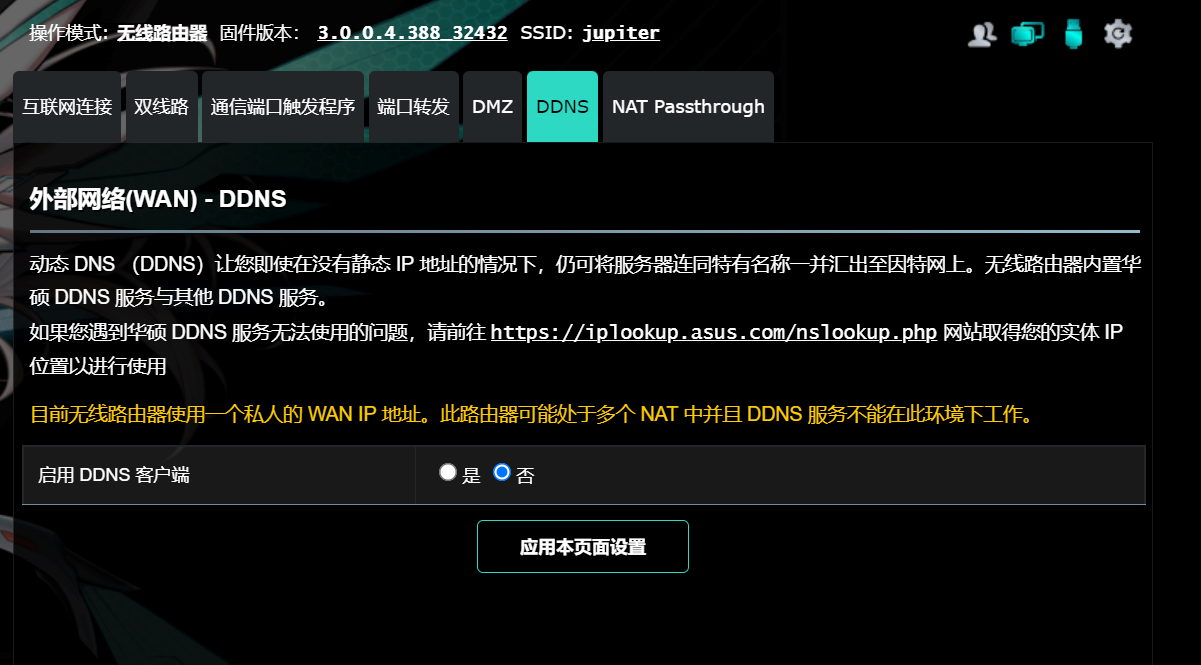 操作模式: 无线路由器 固件版本： 3.0.0.4.388_32432 SSID: jupiter
互联网连接 双线路 通信端口触发程序 端口转发 DMZ DDNS NAT Passthrough
外部网络(WAN) - DDNS
动态 DNS （DDNS）让您即使在没有静态 IP 地址的情况下，仍可将服务器连同特有名称一并汇出至因特网上。无线路由器内置华
硕 DDNS 服务与其他 DDNS 服务。
如果您遇到华硕 DDNS 服务无法使用的问题，请前往 https://iplookup.asus.com/nslookup.php 网站取得您的实体 IP
位置以进行使用
目前无线路由器使用一个私人的 WAN IP 地址。此路由器可能处于多个 NAT 中并且 DDNS 服务不能在此环境下工作。
启用 DDNS 客户端 是 否
应用本页面设置